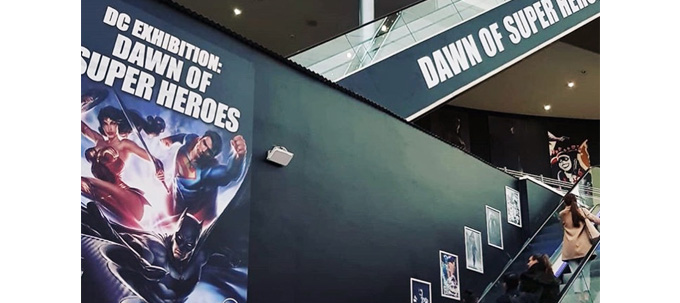 DC EXHIBITION:
DAWN OF
SUPER HEROES
DAWN OF SUPER HEROES